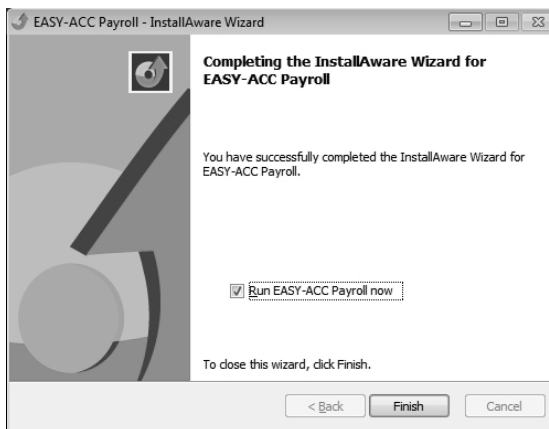 EASY-ACC Payroll - InstallAware Wizard
Completing the InstallAware Wizard for
EASY-ACC Payroll
You have successfully completed the InstallAware Wizard for
EASY-ACC Payroll.
Run EASY-ACC Payroll now
To close this wizard, click Finish.
< Back Finish Cancel